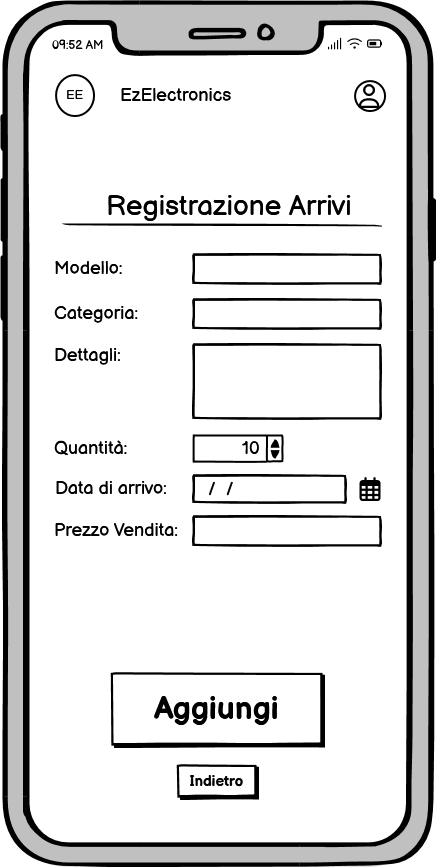 09:52 AM
EE
EzElectronics
Registrazione Arrivi
Modello:
Categoria:
Dettagli:
Quantità:
10
Data di arrivo:
/ /
Prezzo Vendita:
Aggiungi
Indietro